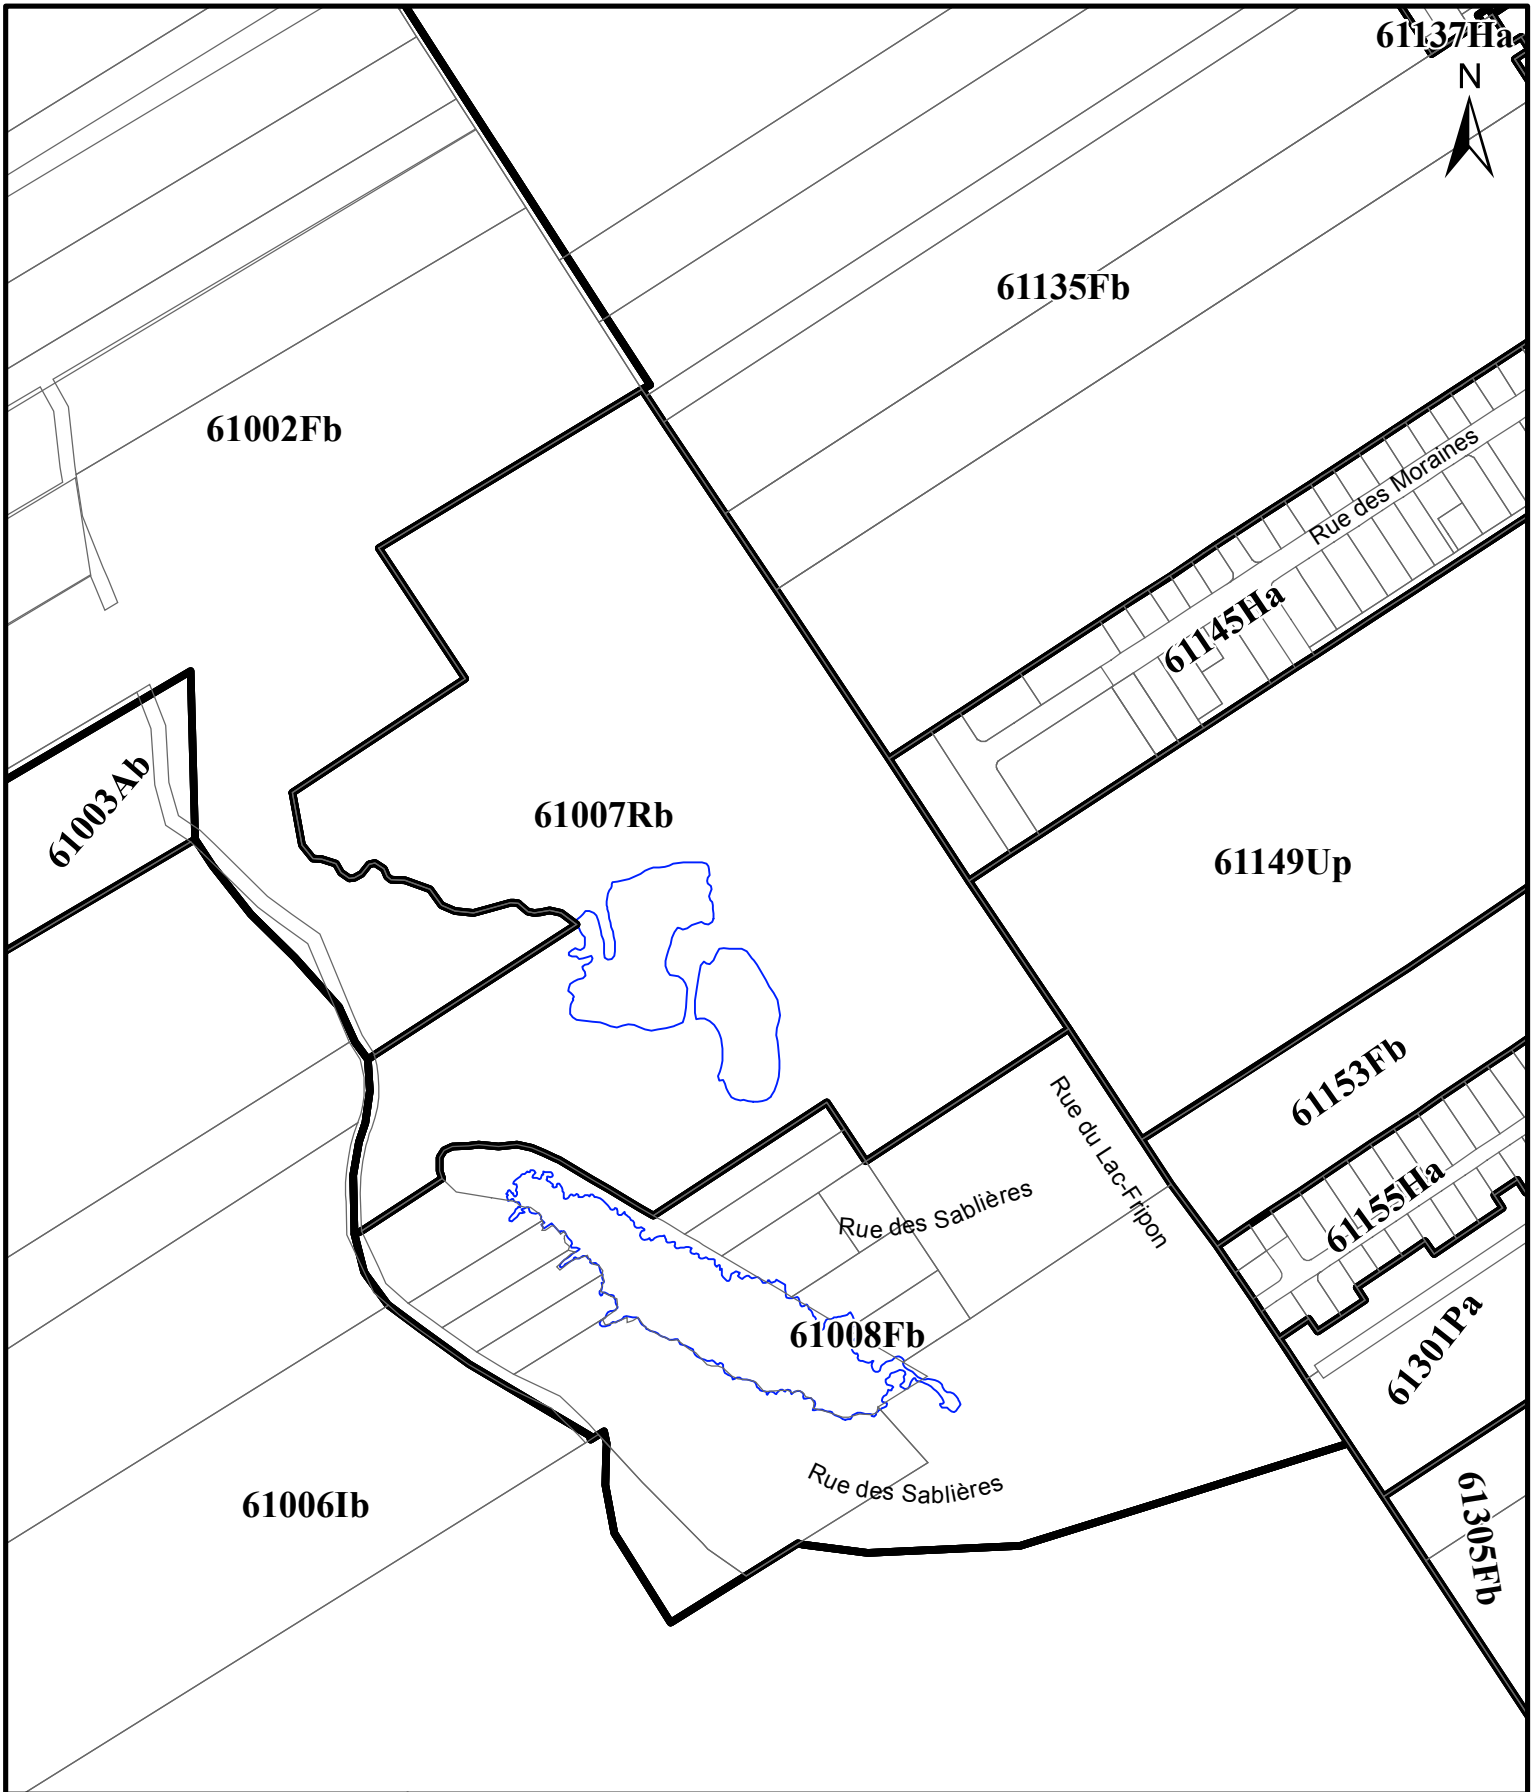 61137Ha
N
61135Fb
61002Fb
Rue des Moraines
61145Ha
61003Ab
61007Rb
61149Up
61153Fb
Rue du Lac-Fripon
61155Ha
Rue des Sablières
61008Fb
61301Pa
Rue des Sablières
61006Ib
61305Fb